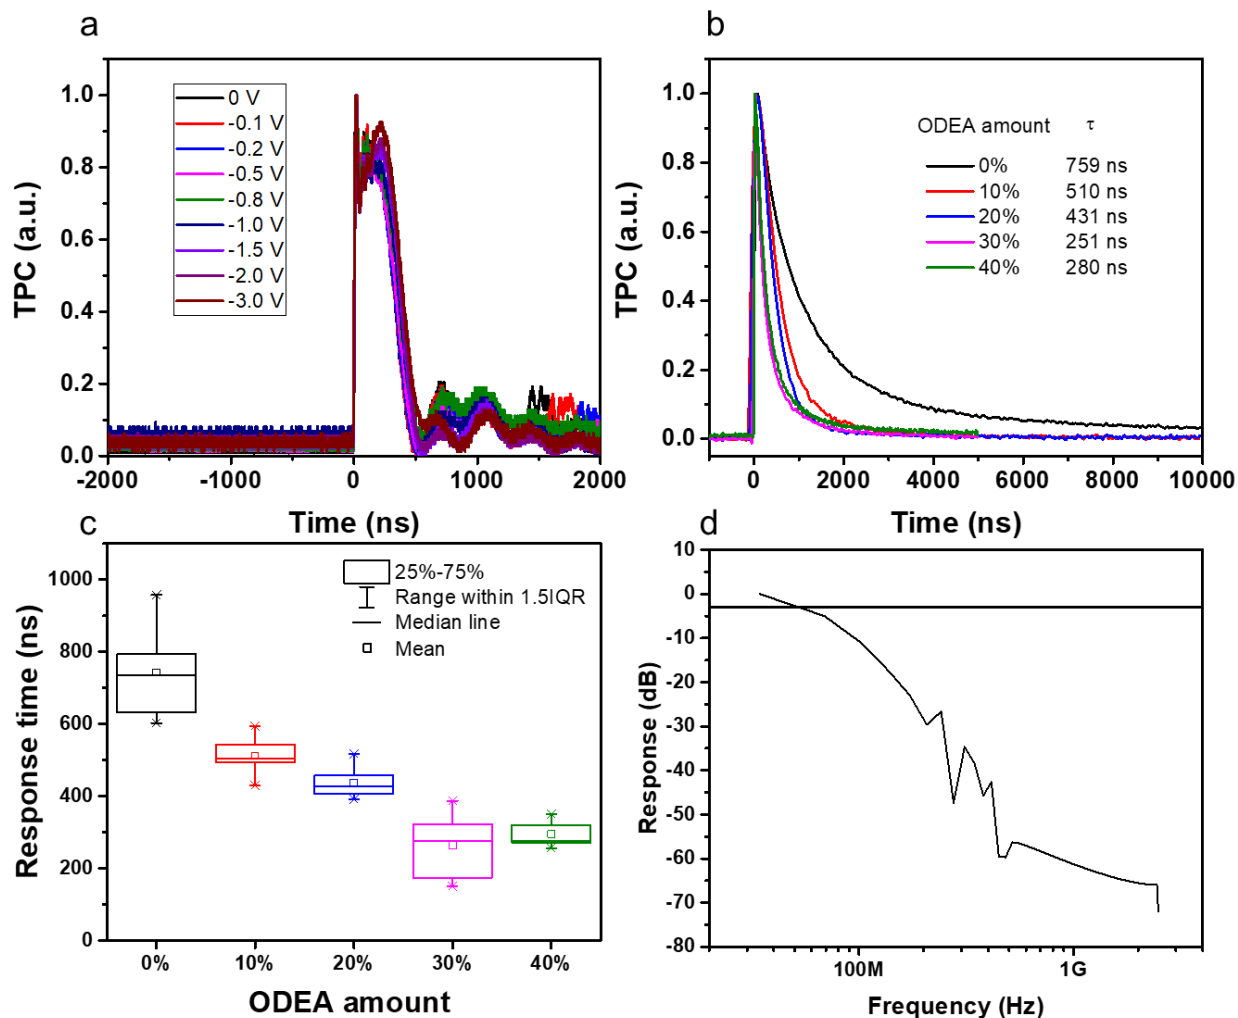 a
1.0
0.8
0.6
0.4
0.2
0.0
TPC (a.u.)
0 V
-0.1 V
-0.2 V
-0.5 V
-0.8 V
-1.0 V
-1.5 V
-2.0 V
-3.0 V
-2000
-1000
0
1000
2000
Time (ns)
b
1.0
0.8
0.6
0.4
0.2
0.0
TPC (a.u.)
ODEA amount τ
0% 759 ns
10% 510 ns
20% 431 ns
30% 251 ns
40% 280 ns
0
2000
4000
6000
8000
10000
Time (ns)
c
1000
800
600
400
200
0
Response time (ns)
25%-75%
Range within 1.5IQR
Median line
Mean
0%
10%
20%
30%
40%
ODEA amount
d
10
0
-10
-20
-30
-40
-50
-60
-70
-80
Response (dB)
100M
1G
Frequency (Hz)